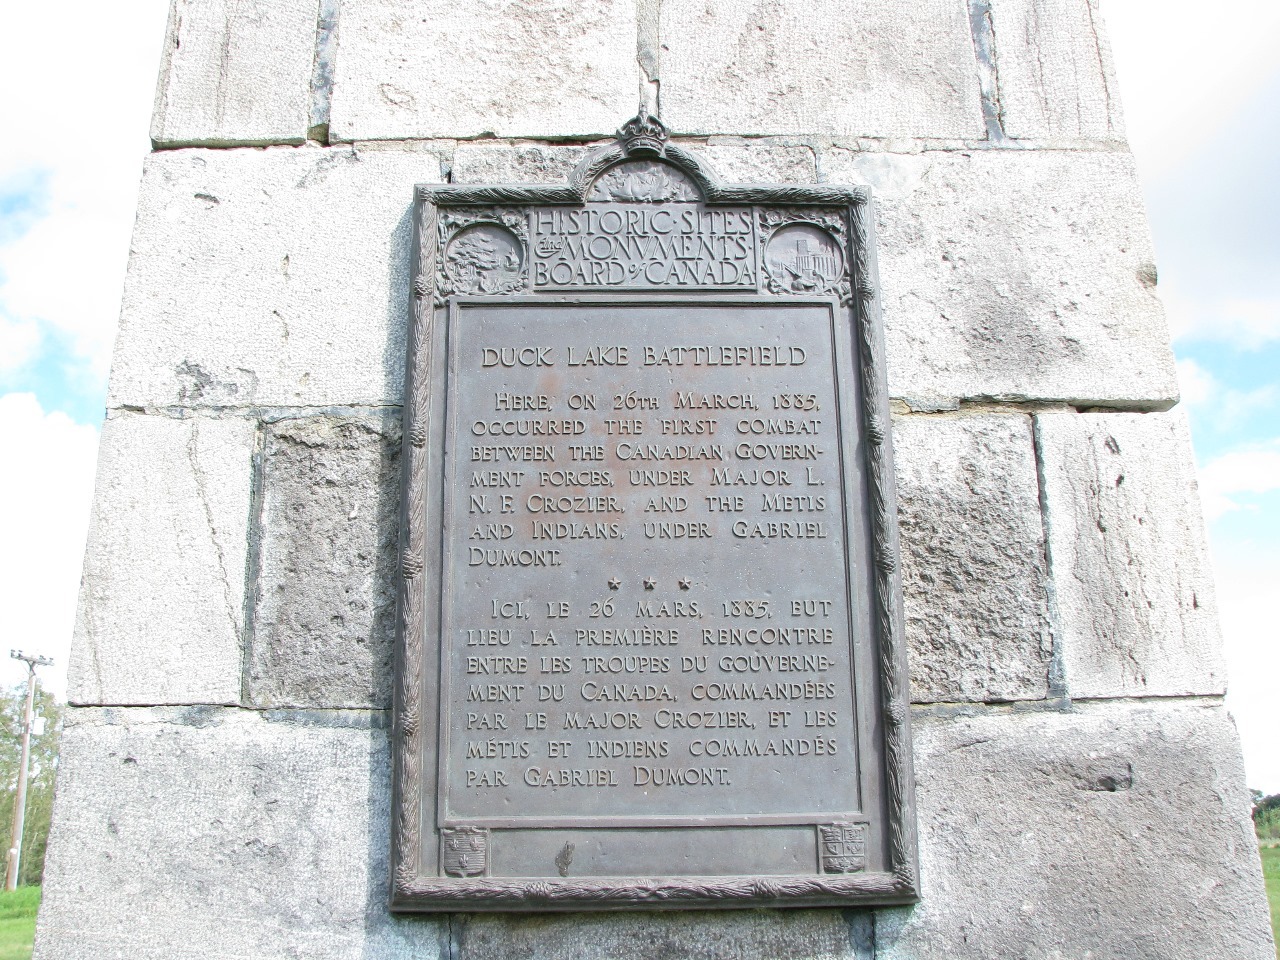 HISTORIC·SITES
and MONVMENTS
BOARD of CANADA
DUCK LAKE BATTLEFIELD
HERE, ON 26TH MARCH, 1885,
OCCURRED THE FIRST COMBAT
BETWEEN THE CANADIAN GOVERN-
MENT FORCES, UNDER MAJOR L.
N. F. CROZIER, AND THE METIS
AND INDIANS, UNDER GABRIEL
DUMONT.
★ ★ ★
ICI, LE 26 MARS, 1885, EUT
LIEU LA PREMIÈRE RENCONTRE
ENTRE LES TROUPES DU GOUVERNE-
MENT DU CANADA, COMMANDÉES
PAR LE MAJOR CROZIER, ET LES
MÉTIS ET INDIENS COMMANDÉS
PAR GABRIEL DUMONT.